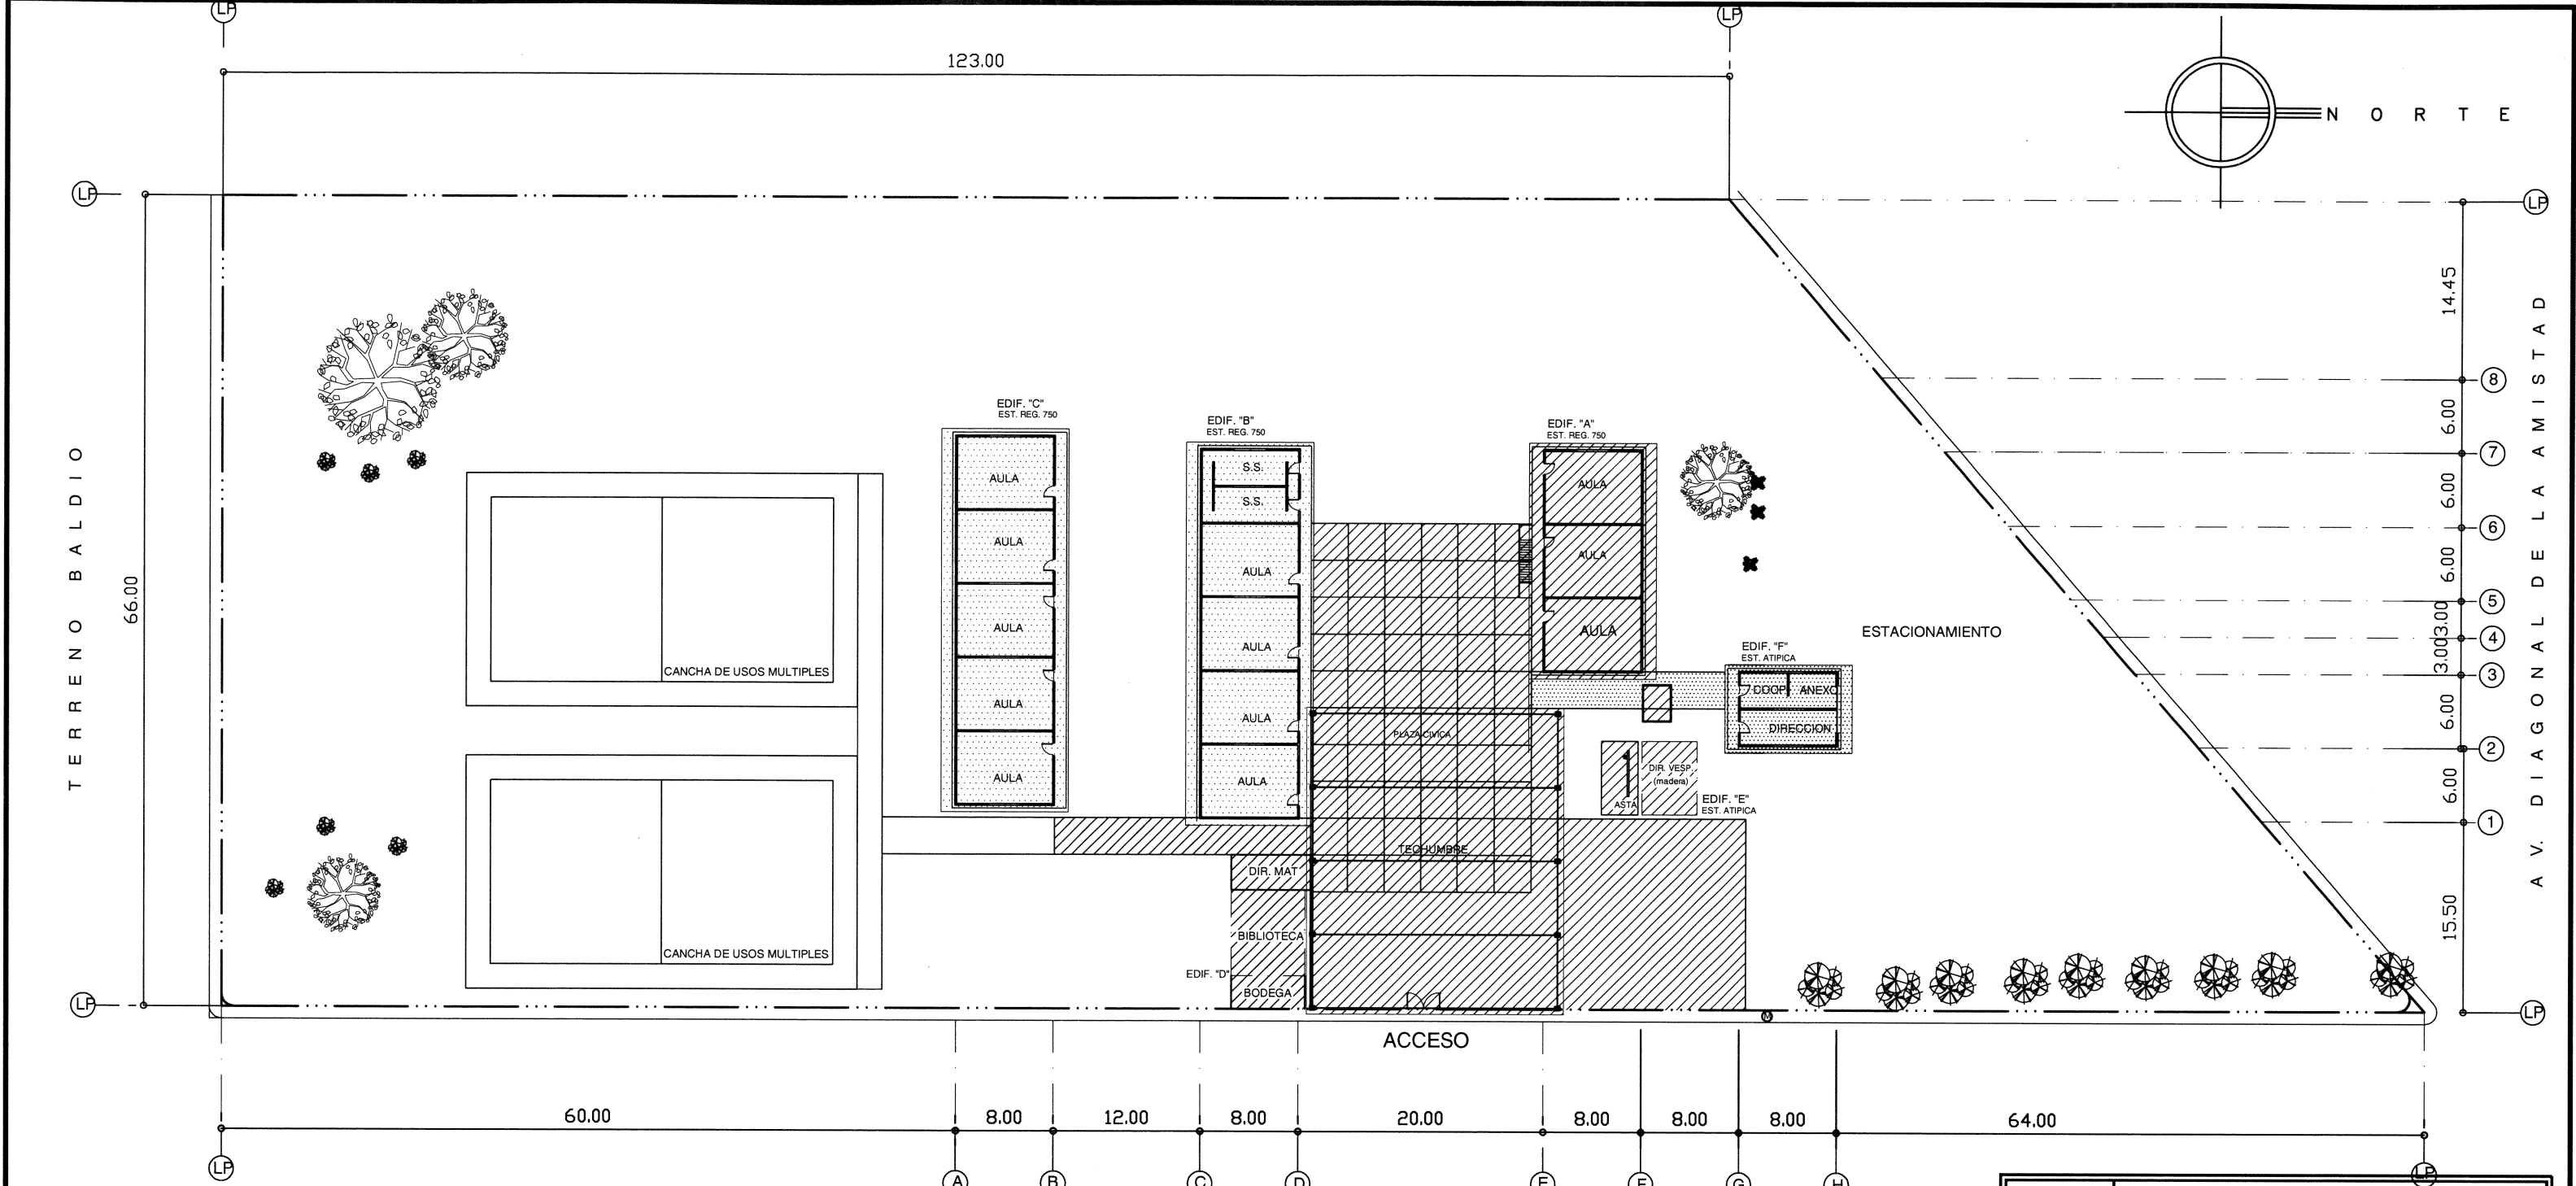 LP
LP
123.00
NORTE
LP
LP
14.45
8
6.00
7
6.00
6
6.00
5
3.00
4
3.00
3
6.00
2
6.00
1
15.50
AV. DIAGONAL DE LA AMISTAD
TERRENO BALDIO
66.00
EDIF. "C"
EST. REG. 750
AULA
AULA
AULA
AULA
AULA
EDIF. "B"
EST. REG. 750
S.S.
S.S.
AULA
AULA
AULA
AULA
EDIF. "A"
EST. REG. 750
AULA
AULA
AULA
ESTACIONAMIENTO
EDIF. "F"
EST. ATIPICA
COOP ANEXO
DIRECCION
CANCHA DE USOS MULTIPLES
PLAZA CIVICA
DIR. VESP.
(madera)
ASTA
EDIF. "E"
EST. ATIPICA
TECHUMBRE
DIR. MAT
BIBLIOTECA
EDIF. "D"
BODEGA
CANCHA DE USOS MULTIPLES
LP
LP
M
ACCESO
60.00
8.00
12.00
8.00
20.00
8.00
8.00
8.00
64.00
LP
A
B
C
D
E
F
G
H
LP